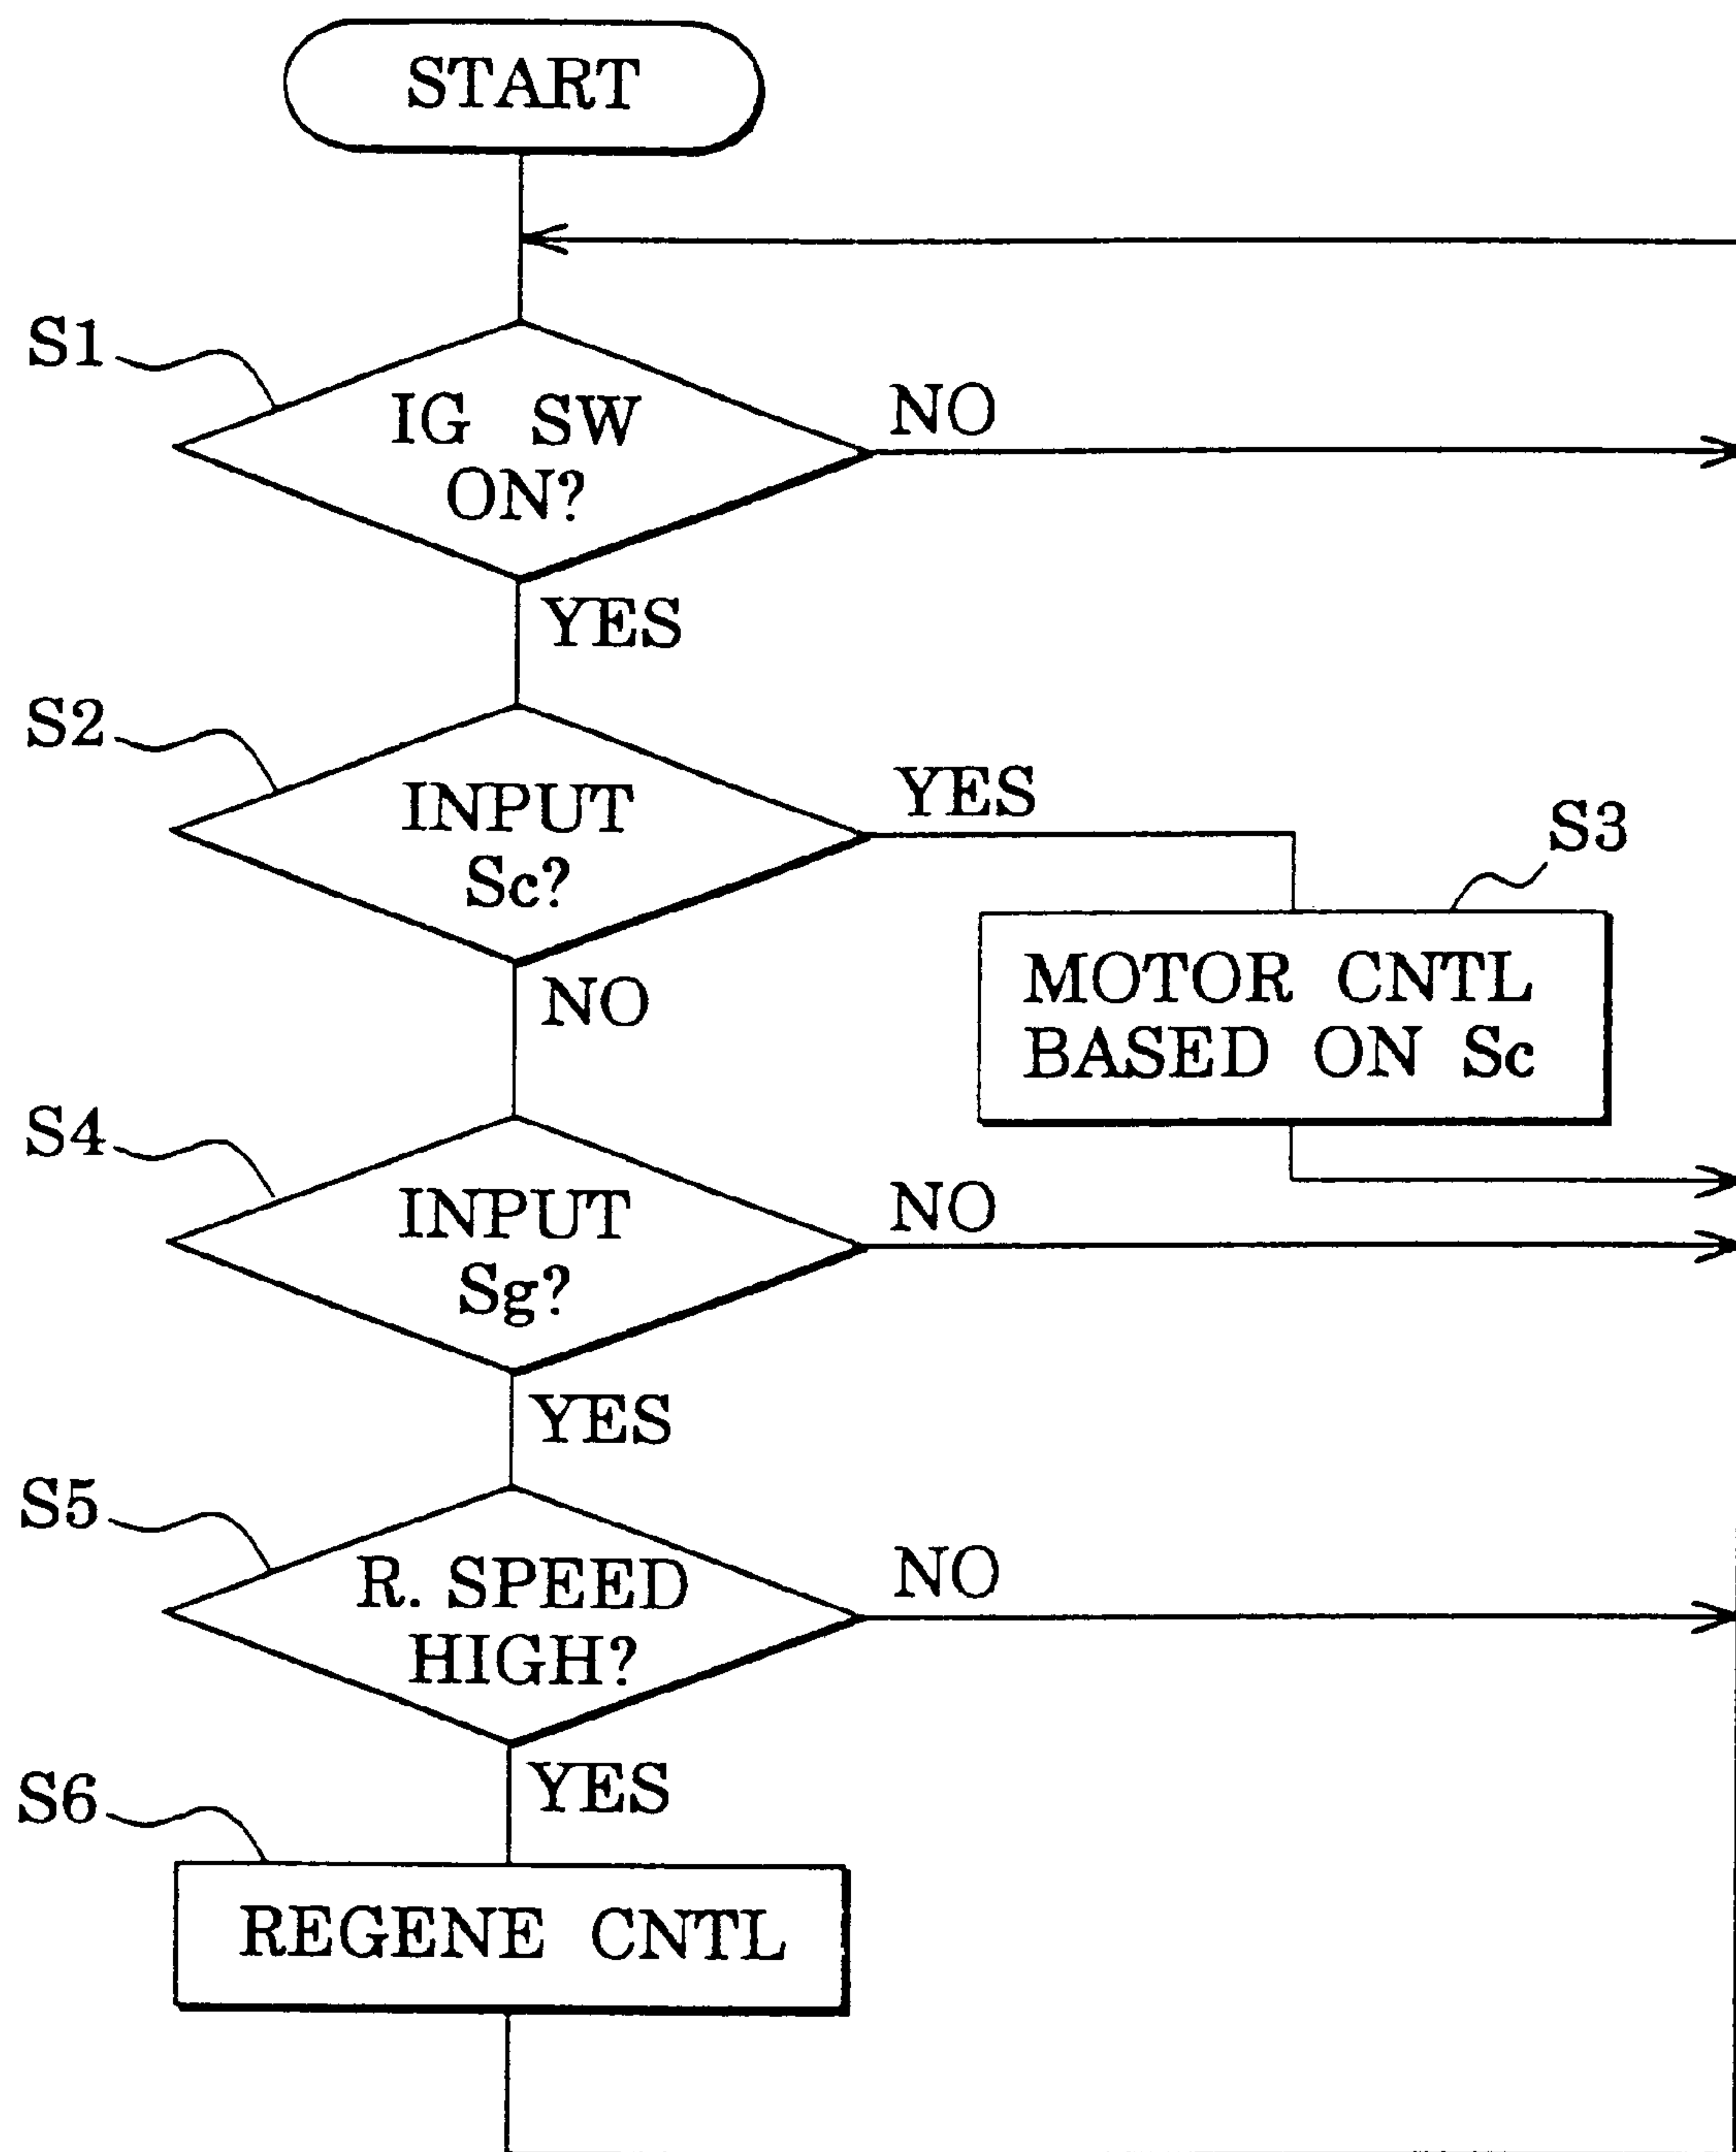 START
S1
IG SW
ON?
NO
YES
S2
INPUT
Sc?
YES
S3
MOTOR CNTL
BASED ON Sc
NO
S4
INPUT
Sg?
NO
YES
S5
R. SPEED
HIGH?
NO
YES
S6
REGENE CNTL